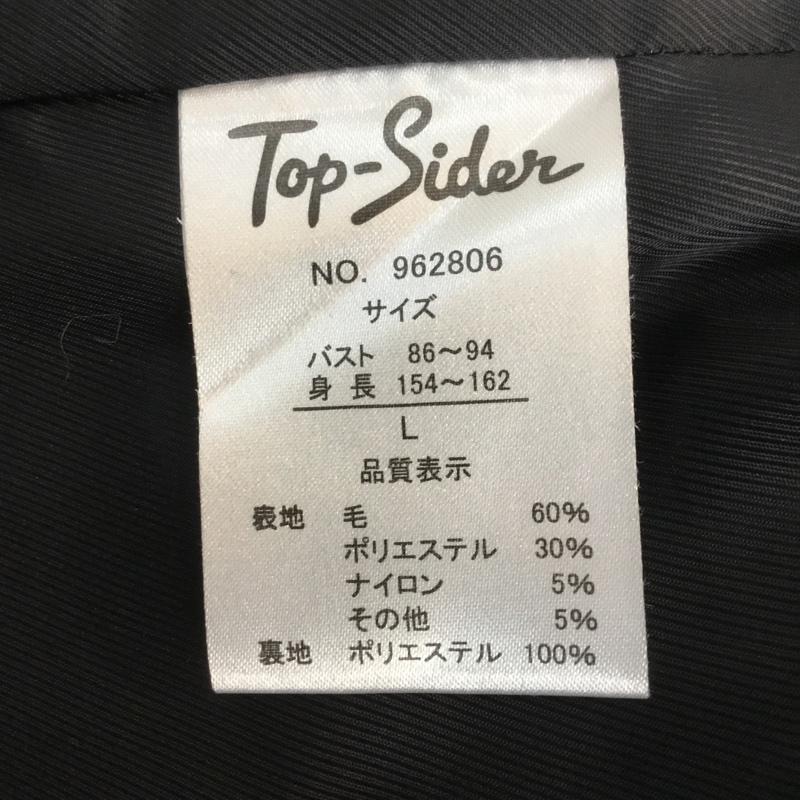 Top-Sider
NO. 962806
サイズ
バスト 86〜94
身長 154〜162
L
品質表示
表地 毛 60%
ポリエステル 30%
ナイロン 5%
その他 5%
裏地 ポリエステル 100%